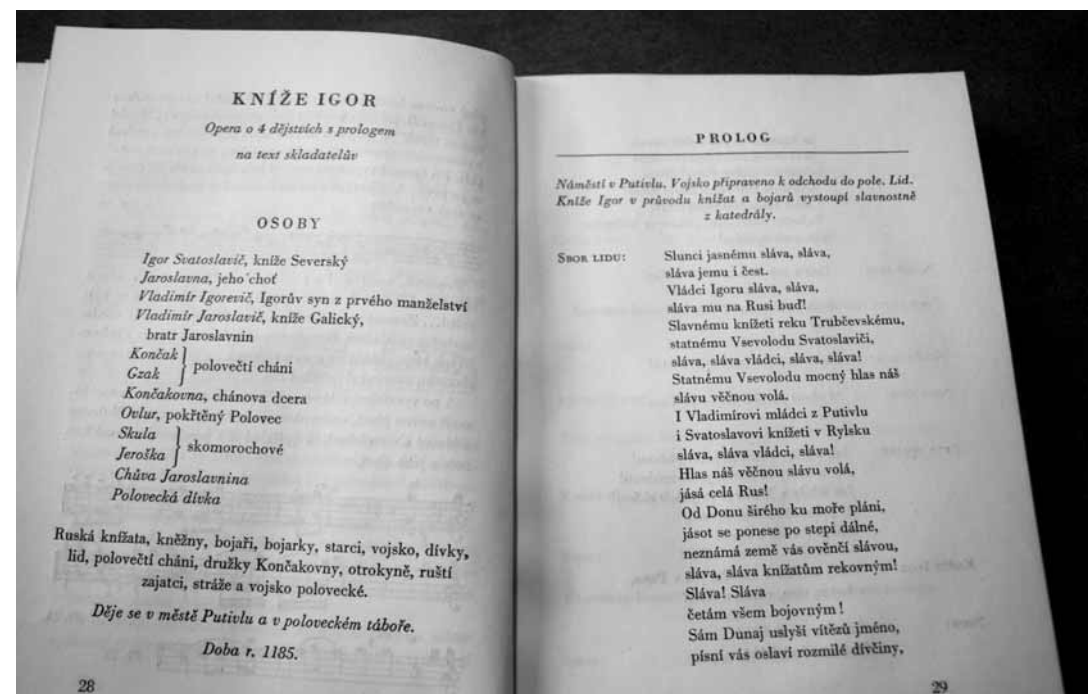 KNÍŽE IGOR
Opera o 4 dějstvích s prologem
na text skladatelův
OSOBY
Igor Svatoslavič, kníže Severský
Jaroslavna, jeho choť
Vladimír Igorevič, Igorův syn z prvého manželství
Vladimír Jaroslavič, kníže Galický,
bratr Jaroslavnin
Končak
Gzak
polovečtí cháni
Končakovna, chánova dcera
Ovlur, pokřtěný Polovec
Skula
Jeroška
skomorochové
Chůva Jaroslavnina
Polovecká dívka
Ruská knížata, kněžny, bojaři, bojarky, starci, vojsko, dívky,
lid, polovečtí cháni, družky Končakovny, otrokyně, ruští
zajatci, stráže a vojsko polovecké.
Děje se v městě Putivlu a v poloveckém táboře.
Doba r. 1185.
28
PROLOG
Náměstí v Putivlu. Vojsko připraveno k odchodu do pole. Lid.
Kníže Igor v průvodu knížat a bojarů vystoupí slavnostně
z katedrály.
SBOR LIDU: Slunci jasnému sláva, sláva,
sláva jemu i čest.
Vládci Igoru sláva, sláva,
sláva mu na Rusi buď!
Slavnému knížeti reku Trubčevskému,
statnému Vsevolodu Svatoslaviči,
sláva, sláva vládci, sláva, sláva!
Statnému Vsevolodu mocný hlas náš
slávu věčnou volá.
I Vladimírovi mládci z Putivlu
i Svatoslavovi knížeti v Rylsku
sláva, sláva vládci, sláva!
Hlas náš věčnou slávu volá,
jásá celá Rus!
Od Donu širého ku moře pláni,
jásot se ponese po stepi dálné,
neznámá země vás ověnčí slávou,
sláva, sláva knížatům rekovným!
Sláva! Sláva
četám všem bojovným!
Sám Dunaj uslyší vítězů jméno,
písní vás oslaví rozmilé dívčiny,
29